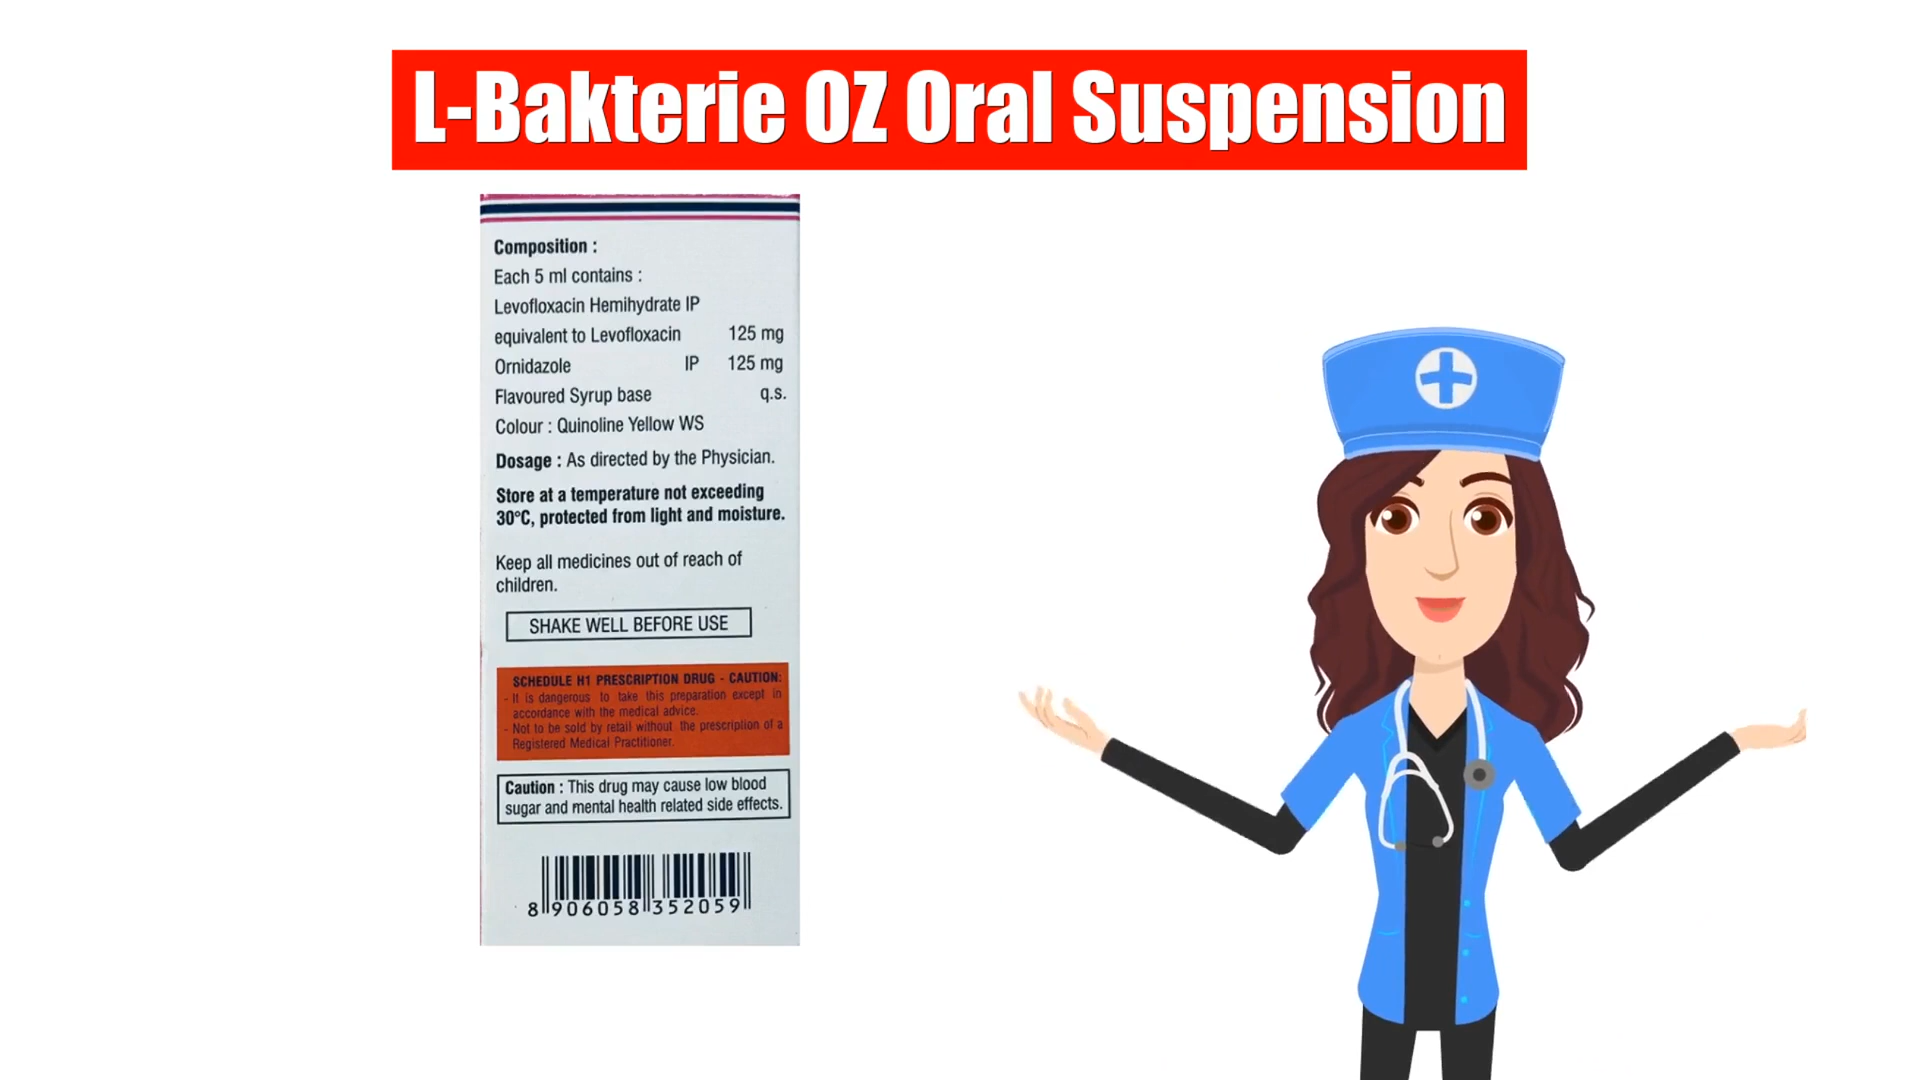 L-Bakterie OZ Oral Suspension
Composition :
Each 5 ml contains :
Levofloxacin Hemihydrate IP
equivalent to Levofloxacin 125 mg
Ornidazole IP 125 mg
Flavoured Syrup base q.s.
Colour : Quinoline Yellow WS
Dosage : As directed by the Physician.
Store at a temperature not exceeding
30°C, protected from light and moisture.
Keep all medicines out of reach of
children.
SHAKE WELL BEFORE USE
SCHEDULE H1 PRESCRIPTION DRUG - CAUTION:
- It is dangerous to take this preparation except in
accordance with the medical advice.
- Not to be sold by retail without the prescription of a
Registered Medical Practitioner.
Caution : This drug may cause low blood
sugar and mental health related side effects.
8 906058 352059